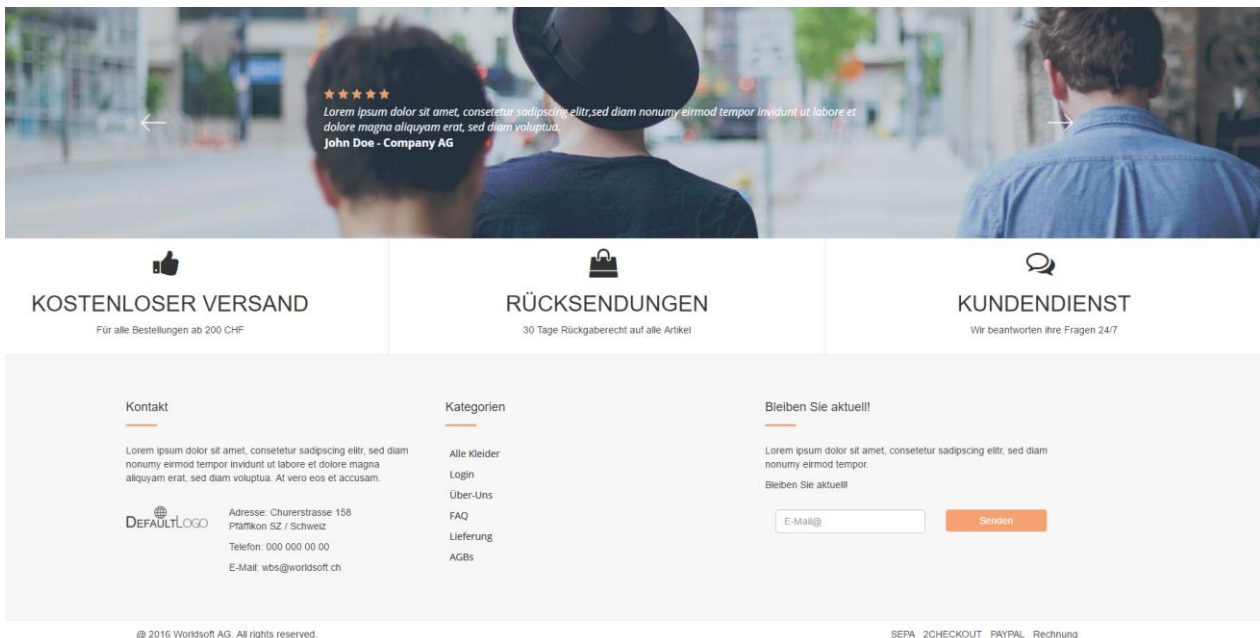 Lorem ipsum dolor sit amet, consetetur sadipscing elitr,sed diam nonumy eirmod tempor invidunt ut labore et
dolore magna aliquyam erat, sed diam voluptua.
John Doe - Company AG
KOSTENLOSER VERSAND
Für alle Bestellungen ab 200 CHF
RÜCKSENDUNGEN
30 Tage Rückgaberecht auf alle Artikel
KUNDENDIENST
Wir beantworten ihre Fragen 24/7
Kontakt
Lorem ipsum dolor sit amet, consetetur sadipscing elitr, sed diam
nonumy eirmod tempor invidunt ut labore et dolore magna
aliquyam erat, sed diam voluptua. At vero eos et accusam.
DEFAULTLOGO
Adresse: Churerstrasse 158
Pfäffikon SZ / Schweiz
Telefon: 000 000 00 00
E-Mail: wbs@worldsoft.ch
Kategorien
Alle Kleider
Login
Über-Uns
FAQ
Lieferung
AGBs
Bleiben Sie aktuell!
Lorem ipsum dolor sit amet, consetetur sadipscing elitr, sed diam
nonumy eirmod tempor.
Bleiben Sie aktuell!
E-Mail@
Senden
@ 2016 Worldsoft AG. All rights reserved.
SEPA 2CHECKOUT PAYPAL Rechnung